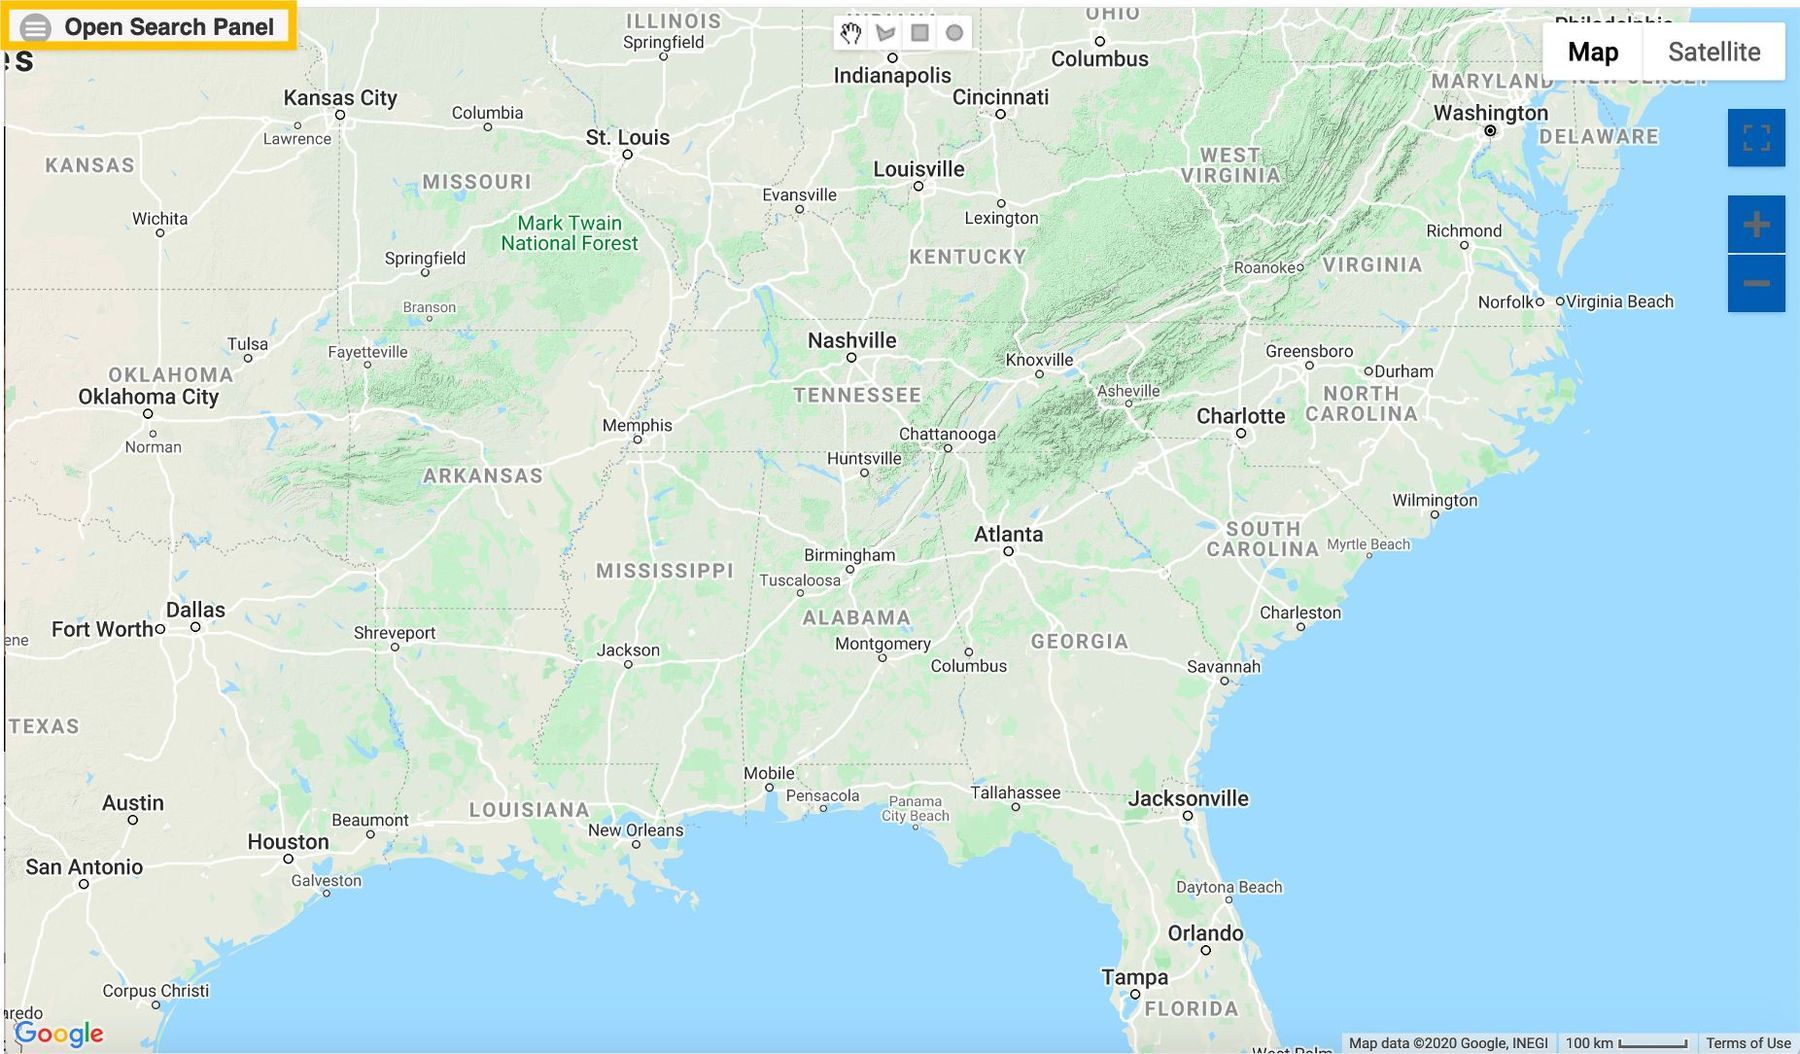 Open Search Panel
es
ILLINOIS
Springfield
Indianapolis
OHIO
Columbus
Philadelphia
Map
Satellite
MARYLAND
NEW JERSEY
Washington
DELAWARE
Kansas City
Lawrence
Columbia
St. Louis
Cincinnati
KANSAS
MISSOURI
Louisville
WEST
VIRGINIA
Evansville
Lexington
Wichita
Mark Twain
National Forest
Richmond
Springfield
KENTUCKY
Roanoke
VIRGINIA
Branson
Norfolk
Virginia Beach
Tulsa
Fayetteville
Nashville
Knoxville
Greensboro
Durham
OKLAHOMA
Oklahoma City
TENNESSEE
Asheville
NORTH
CAROLINA
Charlotte
Norman
Memphis
Chattanooga
Huntsville
ARKANSAS
Wilmington
Atlanta
SOUTH
CAROLINA
Myrtle Beach
Birmingham
MISSISSIPPI
Tuscaloosa
Dallas
Fort Worth
ALABAMA
Charleston
ene
Shreveport
Jackson
Montgomery
Columbus
GEORGIA
Savannah
TEXAS
Mobile
Pensacola
Panama
City Beach
Tallahassee
Jacksonville
Austin
LOUISIANA
Beaumont
New Orleans
Houston
San Antonio
Galveston
Daytona Beach
Orlando
Tampa
Corpus Christi
FLORIDA
aredo
Google
West Palm
Map data ©2020 Google, INEGI
100 km
Terms of Use